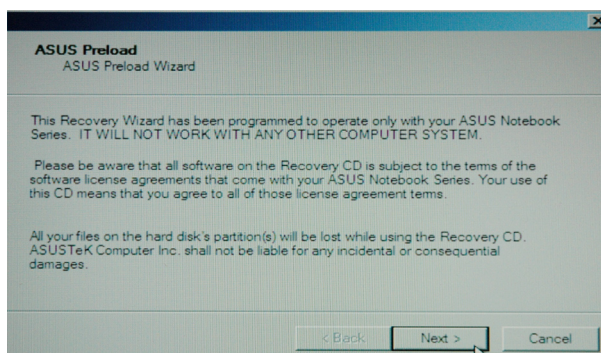 ASUS Preload
ASUS Preload Wizard
This Recovery Wizard has been programmed to operate only with your ASUS Notebook
Series.  IT WILL NOT WORK WITH ANY OTHER COMPUTER SYSTEM.
Please be aware that all software on the Recovery CD is subject to the terms of the
software license agreements that come with your ASUS Notebook Series. Your use of
this CD means that you agree to all of those license agreement terms.
All your files on the hard disk's partition(s) will be lost while using the Recovery CD.
ASUSTeK Computer Inc. shall not be liable for any incidental or consequential
damages.
< Back
Next >
Cancel